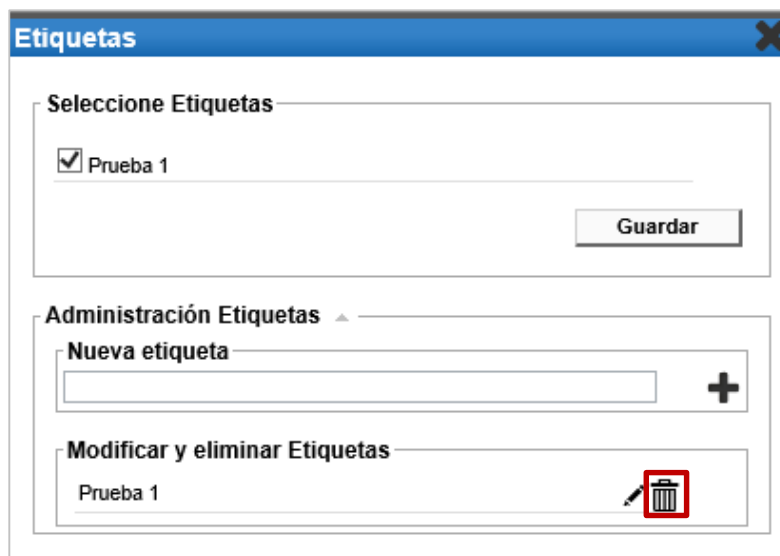 Etiquetas
Seleccione Etiquetas
Prueba 1
Guardar
Administración Etiquetas
Nueva etiqueta
Modificar y eliminar Etiquetas
Prueba 1